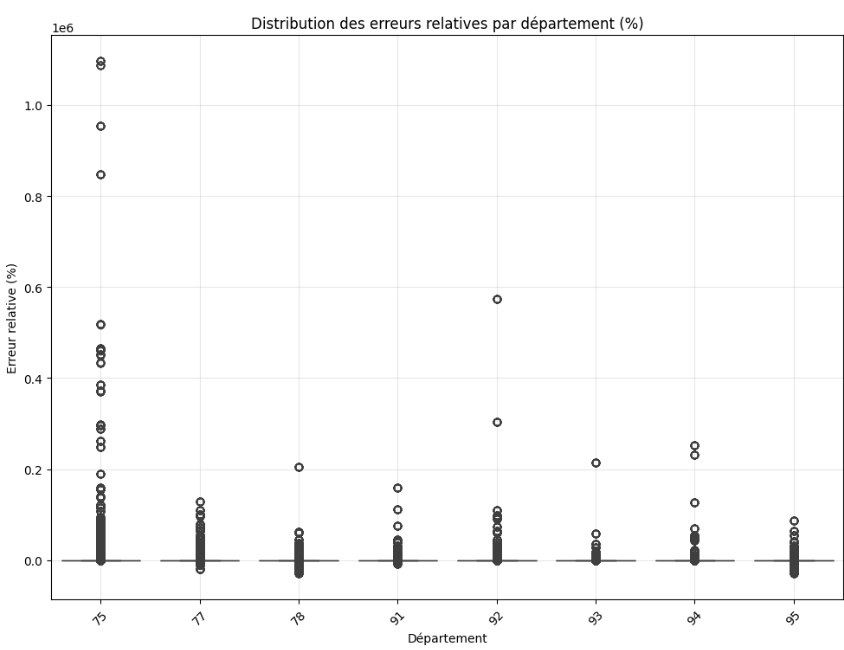 Distribution des erreurs relatives par département (%)
1e6
1.0
0.8
0.6
0.4
0.2
0.0
Erreur relative (%)
75 77 78 91 92 93 94 95
Département